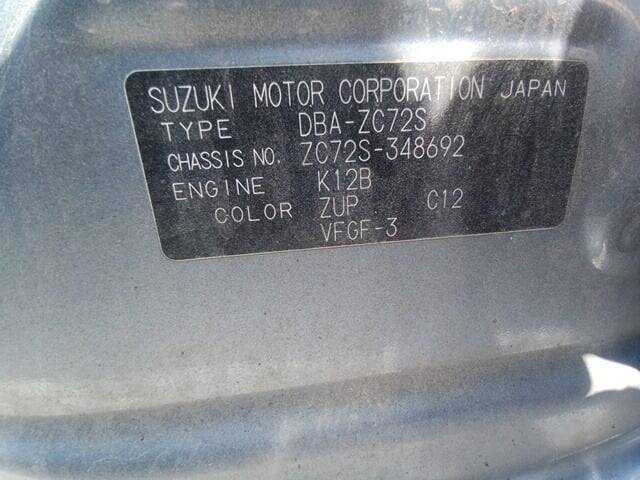 SUZUKI MOTOR CORPORATION JAPAN
TYPE DBA-ZC72S
CHASSIS NO. ZC72S-348692
ENGINE K12B
COLOR ZUP C12
VFGF-3